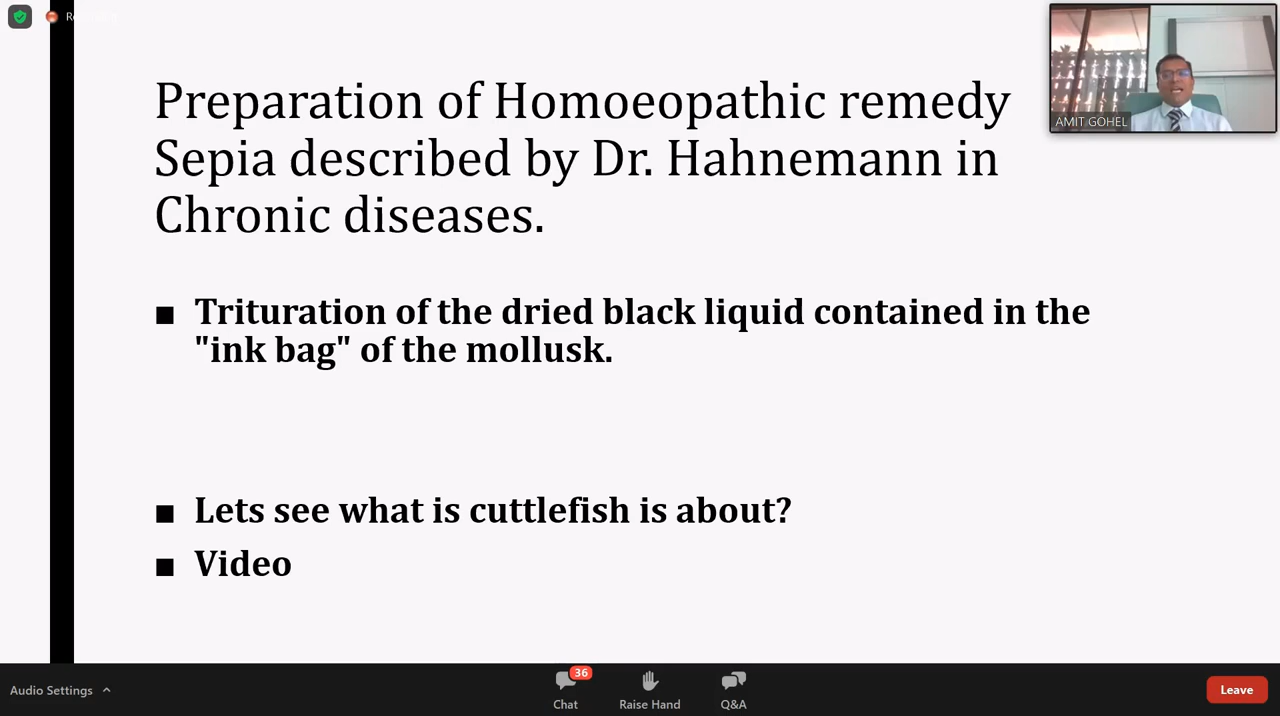 Preparation of Homoeopathic remedy
Sepia described by Dr. Hahnemann in
Chronic diseases.
AMIT GOHEL
■ Trituration of the dried black liquid contained in the
"ink bag" of the mollusk.
■ Lets see what is cuttlefish is about?
■ Video
Audio Settings
36
Chat
Raise Hand
Q&A
Leave